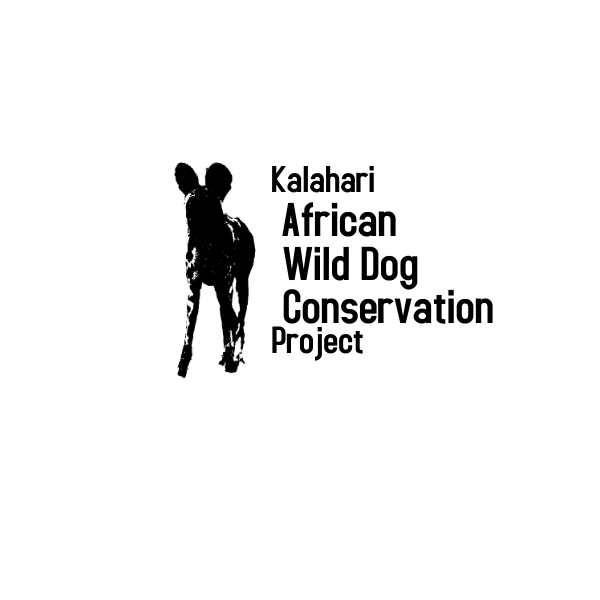 Kalahari
African
Wild Dog
Conservation
Project